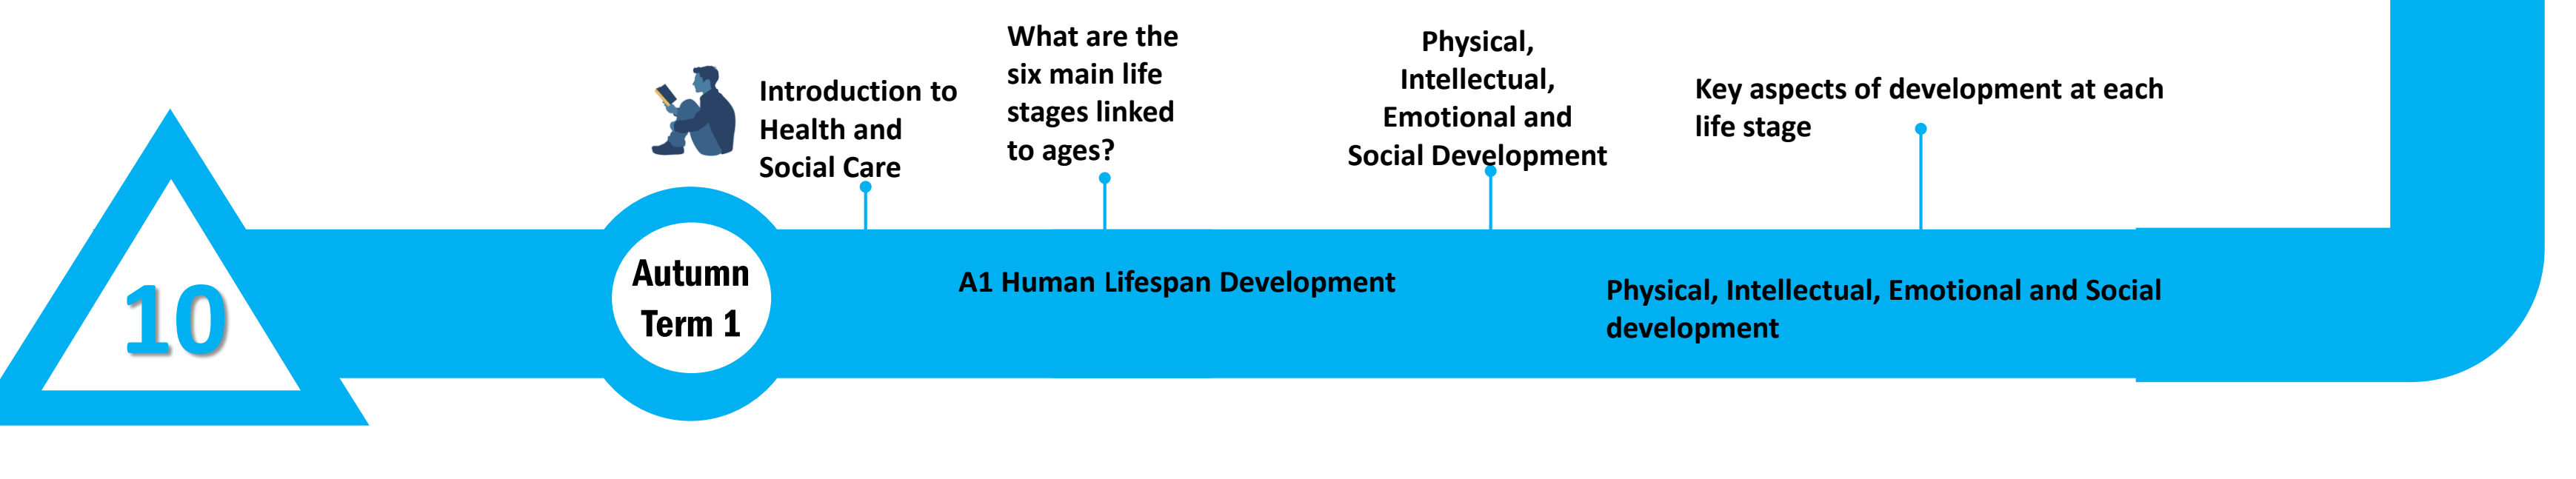 10
Autumn
Term 1
Introduction to
Health and
Social Care
What are the
six main life
stages linked
to ages?
Physical,
Intellectual,
Emotional and
Social Development
Key aspects of development at each
life stage
A1 Human Lifespan Development
Physical, Intellectual, Emotional and Social
development